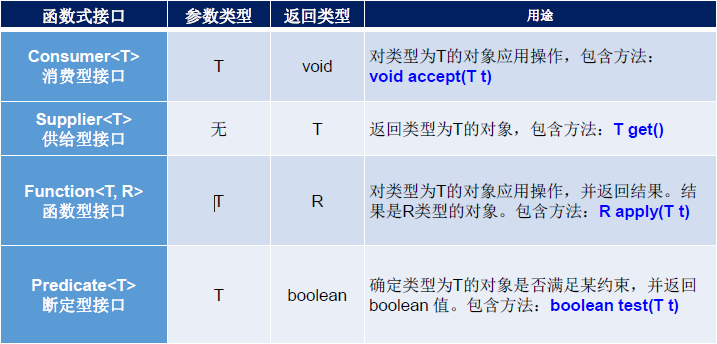 函数式接口 参数类型 返回类型 用途
Consumer<T>
消费型接口
T
void
对类型为T的对象应用操作，包含方法：
void accept(T t)
Supplier<T>
供给型接口
无
T
返回类型为T的对象，包含方法：T get()
Function<T, R>
函数型接口
T
R
对类型为T的对象应用操作，并返回结果。结
果是R类型的对象。包含方法：R apply(T t)
Predicate<T>
断定型接口
T
boolean
确定类型为T的对象是否满足某约束，并返回
boolean 值。包含方法：boolean test(T t)